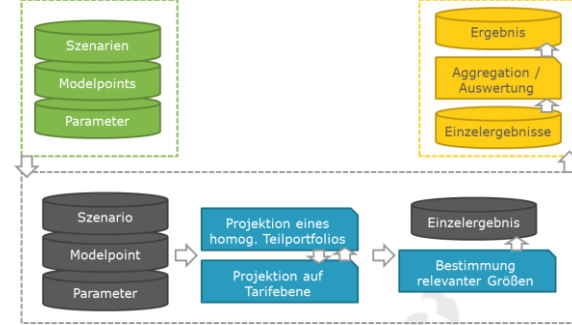 Szenarien
Modelpoints
Parameter
Ergebnis
Aggregation /
Auswertung
Einzelergebnisse
Szenario
Modelpoint
Parameter
Projektion eines
homog. Teilportfolios
Projektion auf
Tarifebene
Einzelergebnis
Bestimmung
relevanter Größen